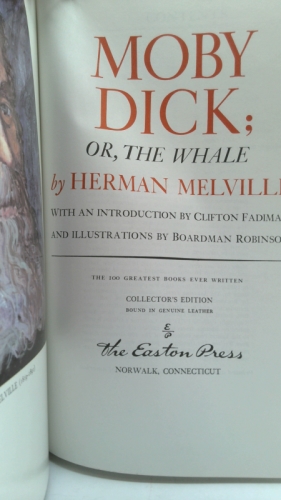 MOBY
DICK;
OR, THE WHALE
by HERMAN MELVILL
WITH AN INTRODUCTION BY CLIFTON FADIMA
AND ILLUSTRATIONS BY BOARDMAN ROBINSO
THE 100 GREATEST BOOKS EVER WRITTEN
COLLECTOR'S EDITION
BOUND IN GENUINE LEATHER
E
P
The Easton Press
NORWALK, CONNECTICUT